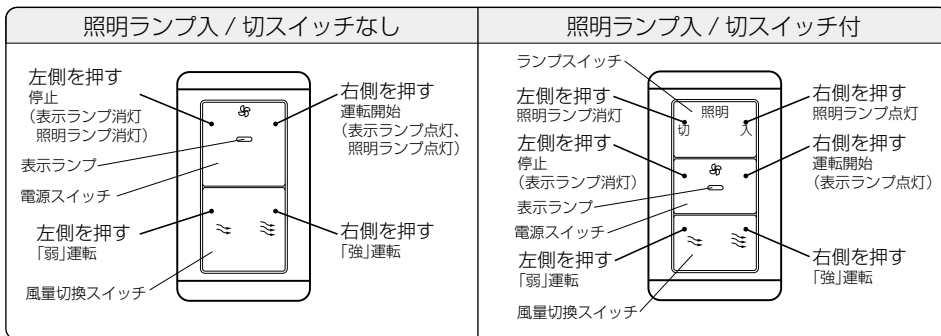 照明ランプ入 / 切スイッチなし
左側を押す
停止
（表示ランプ消灯
照明ランプ消灯）
表示ランプ
電源スイッチ
左側を押す
「弱」運転
風量切換スイッチ
右側を押す
運転開始
（表示ランプ点灯、
照明ランプ点灯）
右側を押す
「強」運転
照明ランプ入 / 切スイッチ付
ランプスイッチ
左側を押す
照明ランプ消灯
左側を押す
停止
（表示ランプ消灯）
表示ランプ
電源スイッチ
左側を押す
「弱」運転
風量切換スイッチ
照明
切 入
右側を押す
照明ランプ点灯
右側を押す
運転開始
（表示ランプ点灯）
右側を押す
「強」運転